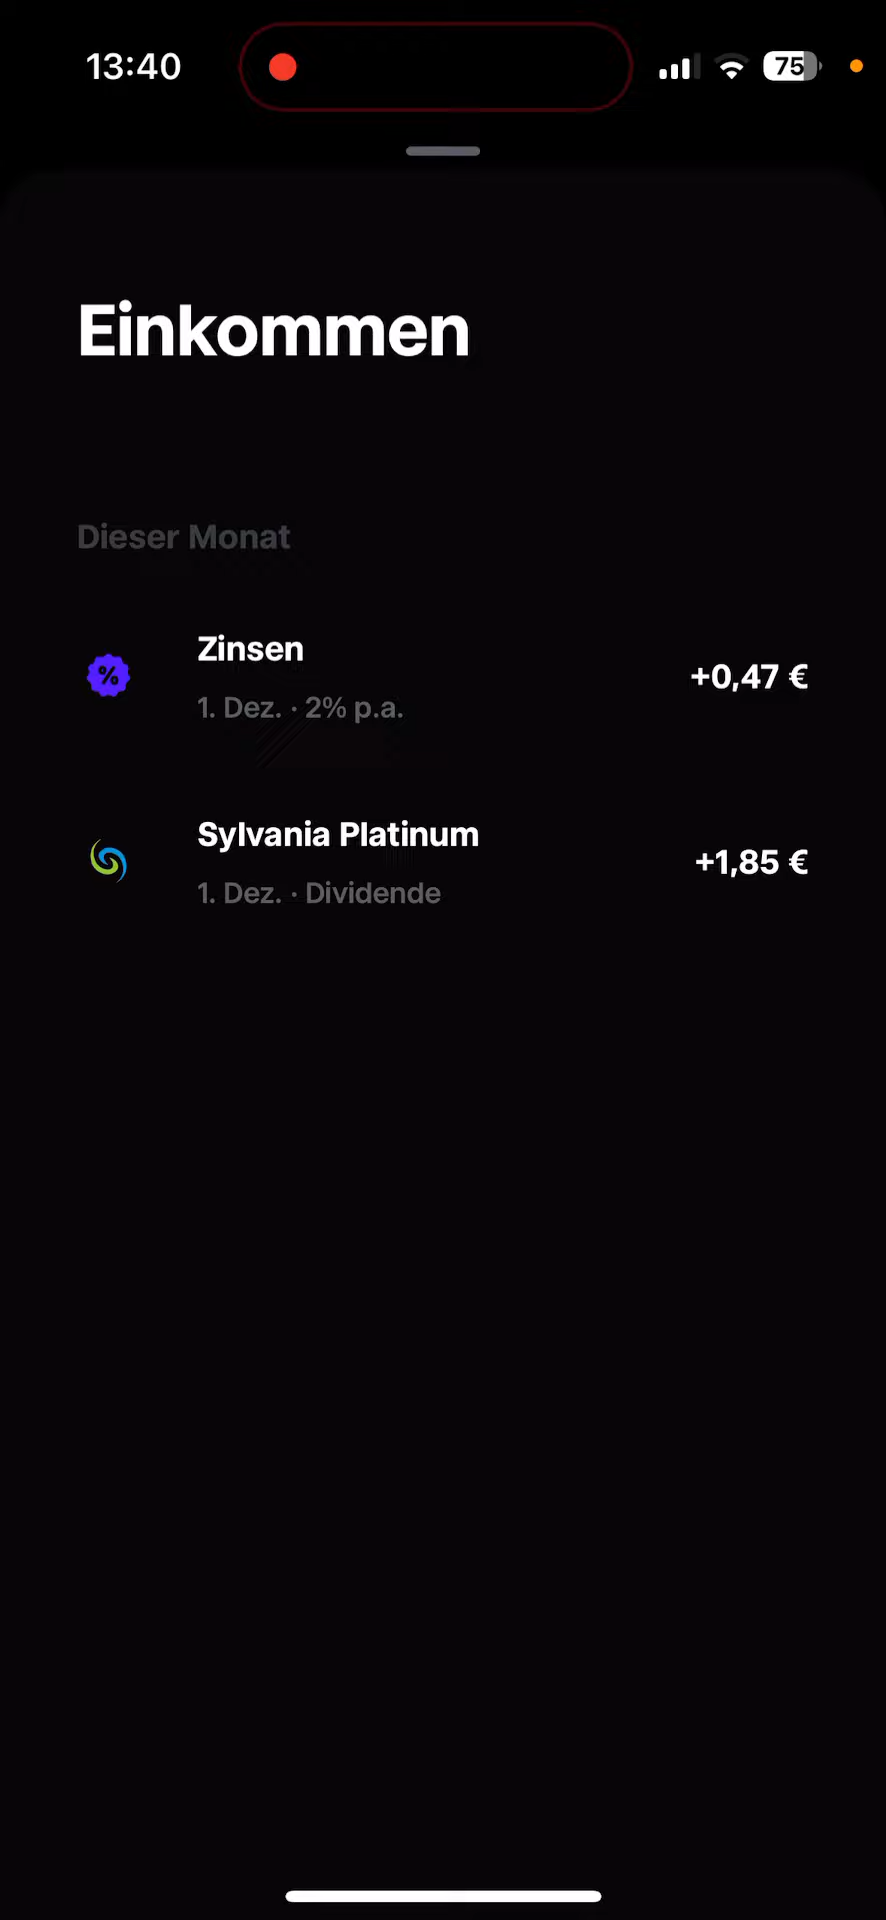 13:40
75
Einkommen
Dieser Monat
Zinsen
1. Dez. · 2% p.a.
+0,47 €
Sylvania Platinum
1. Dez. · Dividende
+1,85 €